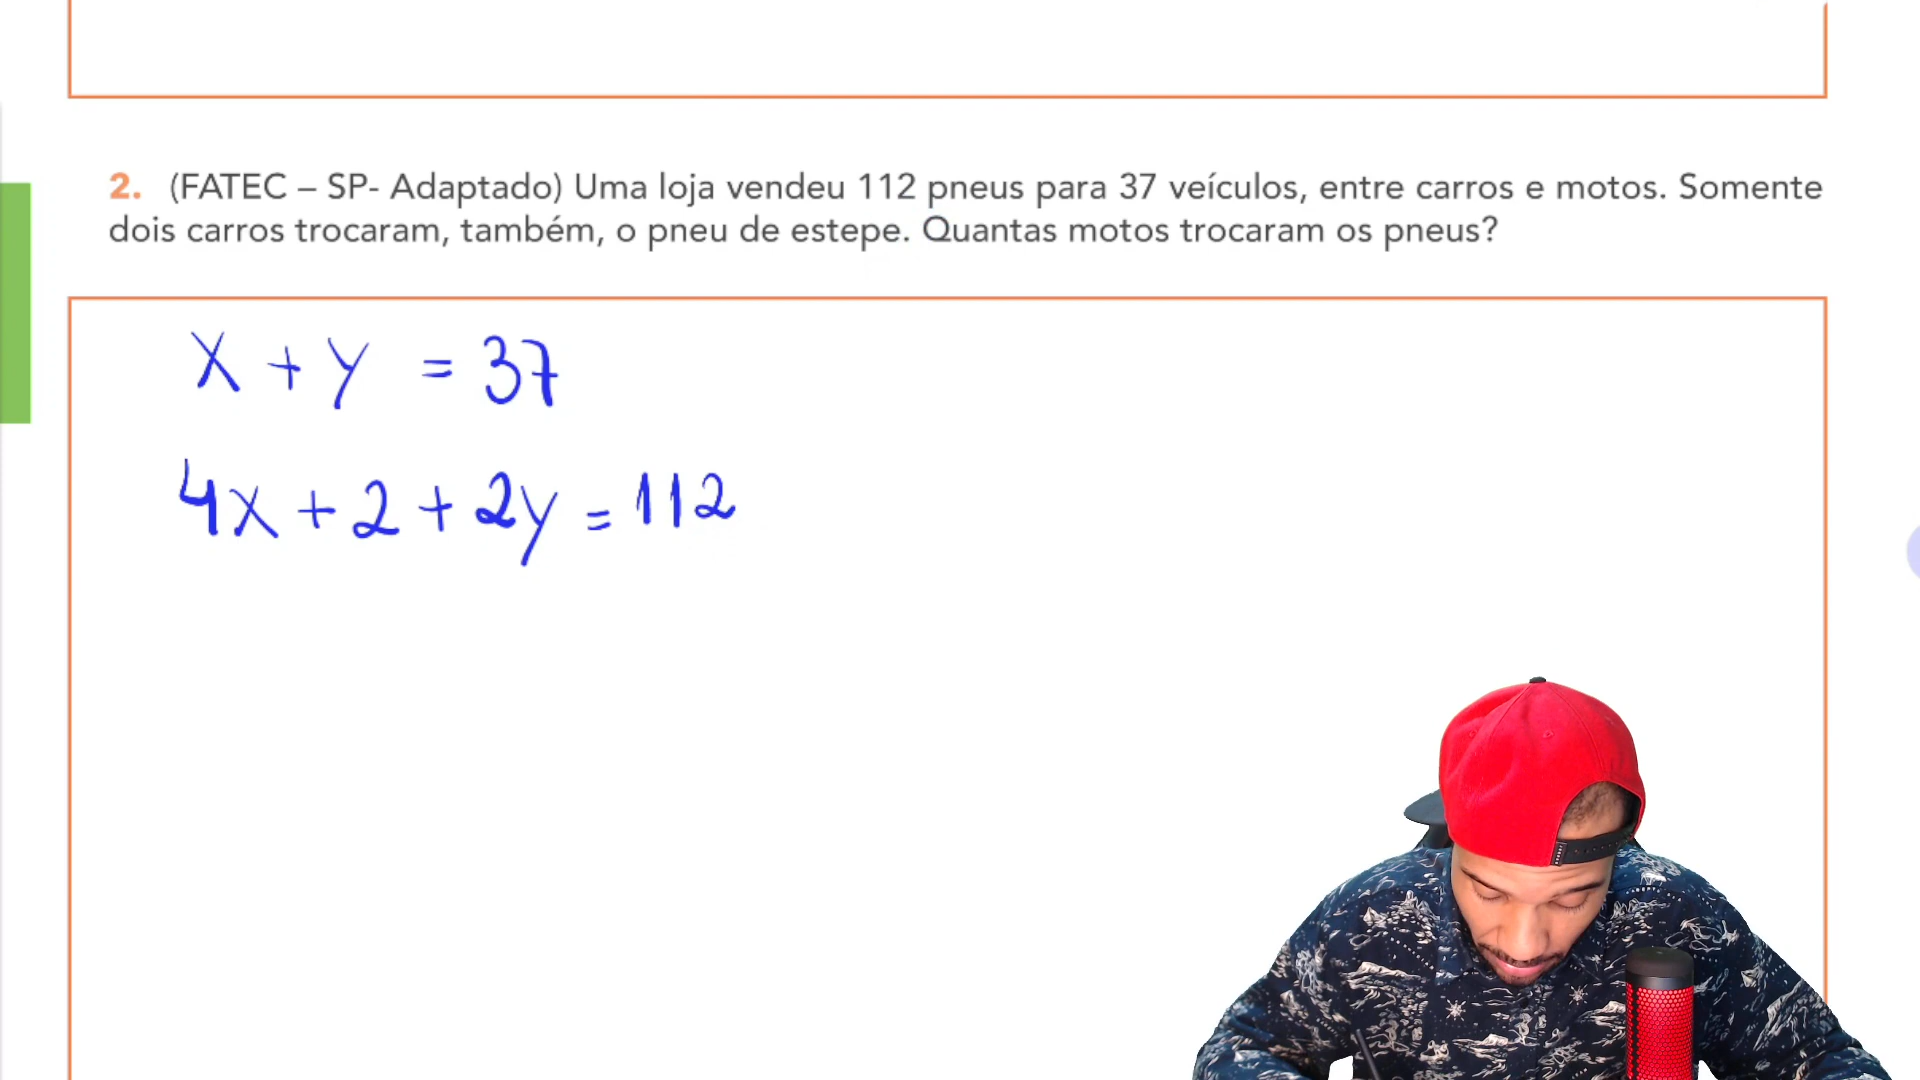 2. (FATEC – SP- Adaptado) Uma loja vendeu 112 pneus para 37 veículos, entre carros e motos. Somente
dois carros trocaram, também, o pneu de estepe. Quantas motos trocaram os pneus?
X + y = 37
4x + 2 + 2y = 112